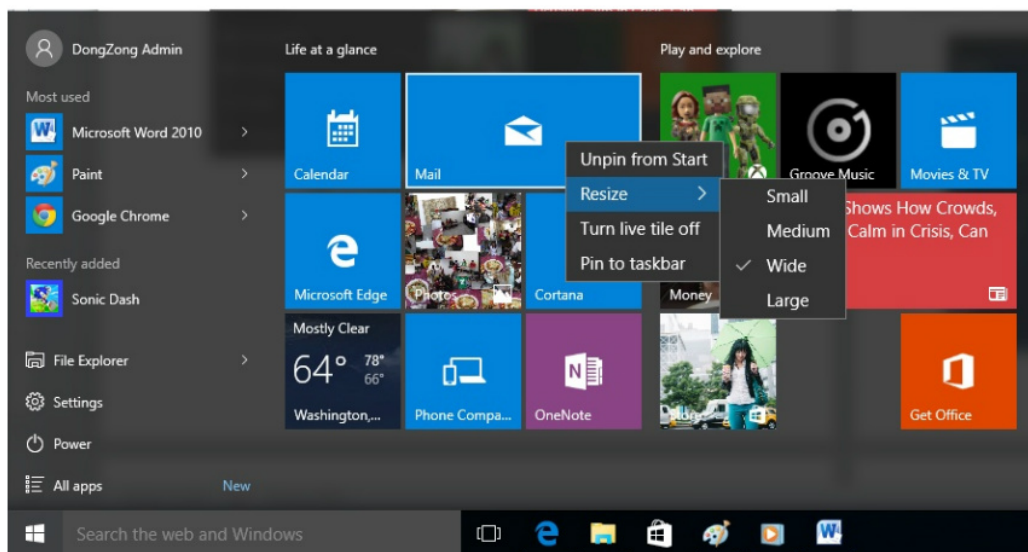 DongZong Admin
Life at a glance
Play and explore
Most used
Microsoft Word 2010
Paint
Google Chrome
Recently added
Sonic Dash
File Explorer
Settings
Power
All apps
New
Calendar
Mail
Microsoft Edge
Photos
Cortana
Mostly Clear
64° 78°
66°
Washington,...
Phone Compa...
OneNote
Unpin from Start
Resize
Turn live tile off
Pin to taskbar
Small
Medium
Wide
Large
Groove Music
Movies & TV
Money
Shows How Crowds,
Calm in Crisis, Can
Store
Get Office
Search the web and Windows